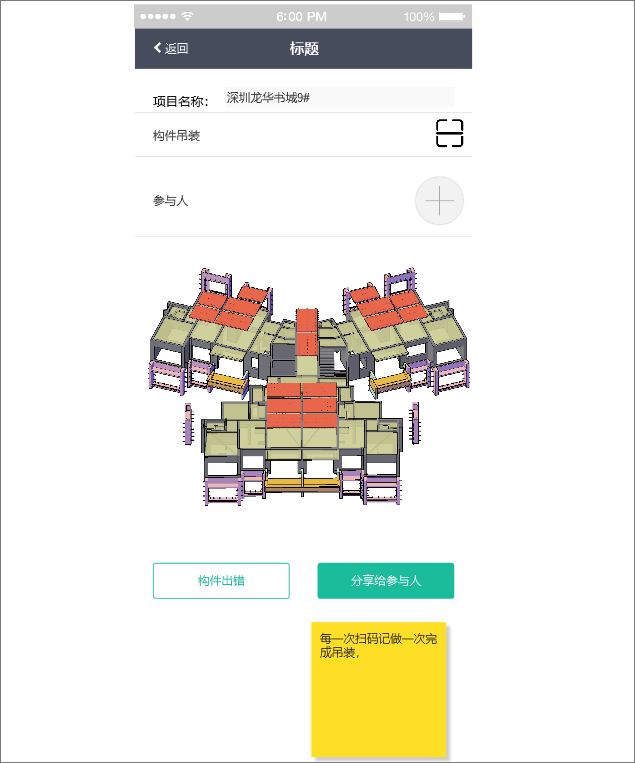 6:00 PM
100%
返回
标题
项目名称:
深圳龙华书城9#
构件吊装
参与人
构件出错
分享给参与人
每一次扫码记做一次完
成吊装,